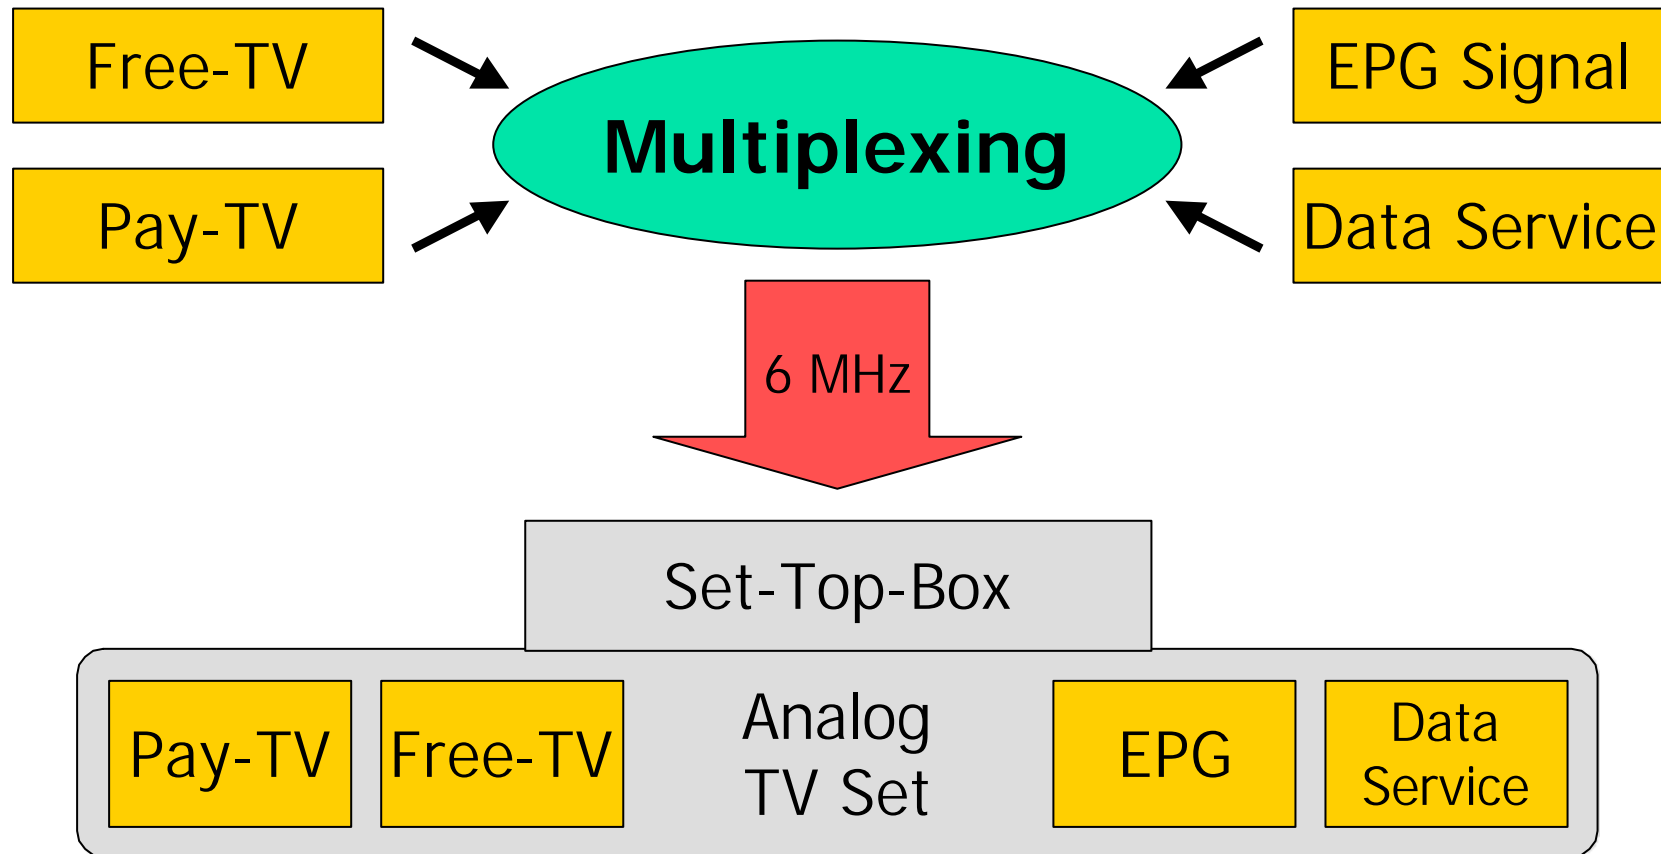 Free-TV
Multiplexing
EPG Signal
Pay-TV
Data Service
6 MHz
Set-Top-Box
Pay-TV
Free-TV
Analog
TV Set
EPG
Data
Service